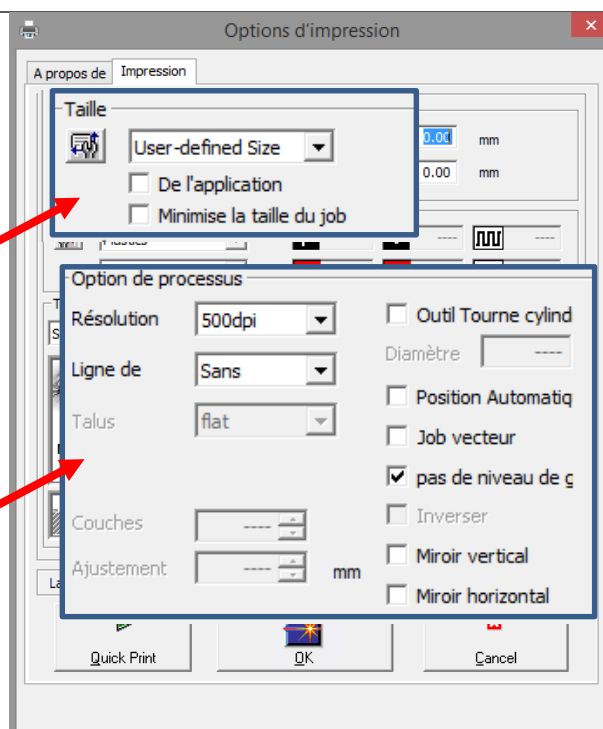 Options d'impression
A propos de Impression
Taille
User-defined Size
De l'application
Minimise la taille du job
0.00 mm
0.00 mm
----
----
Option de processus
Résolution 500dpi
Outil Tourne cylind
Diamètre ----
Ligne de Sans
Position Automatiq
Talus flat
Job vecteur
pas de niveau de g
Couches ----
Inverser
Ajustement ---- mm
Miroir vertical
Miroir horizontal
Quick Print OK Cancel